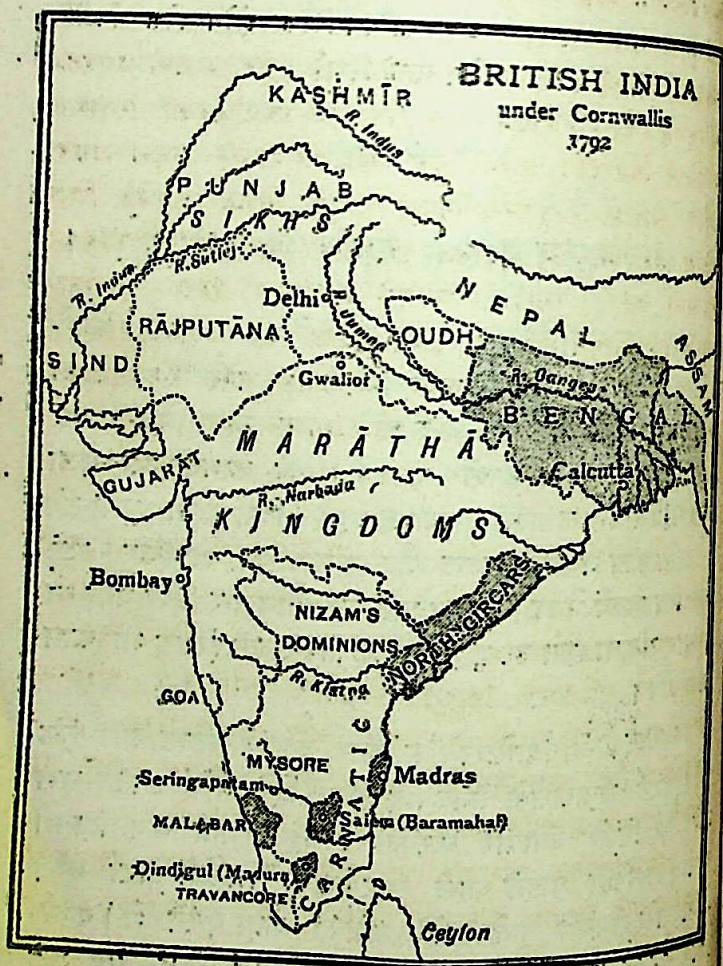 BRITISH INDIA
under Cornwallis
1792
KASHMĪR
R. Indus
PUNJAB
SIKHS
R. Sutlej
R. Indus
Delhi
R. Jumna
NEPAL
ASSAM
RĀJPUTĀNA
OUDH
SIND
Gwalior
R. Ganges
BENGAL
MARĀTHĀ
Calcutta
GUJARĀT
R. Narbada
KINGDOMS
Bombay
NIZAM'S
DOMINIONS
NORTH. CIRCARS
R. Kistna
GOA
CARNATIC
MYSORE
Madras
Seringapatam
MALABAR
Salem (Baramahal)
Dindigul (Madura)
TRAVANCORE
Ceylon